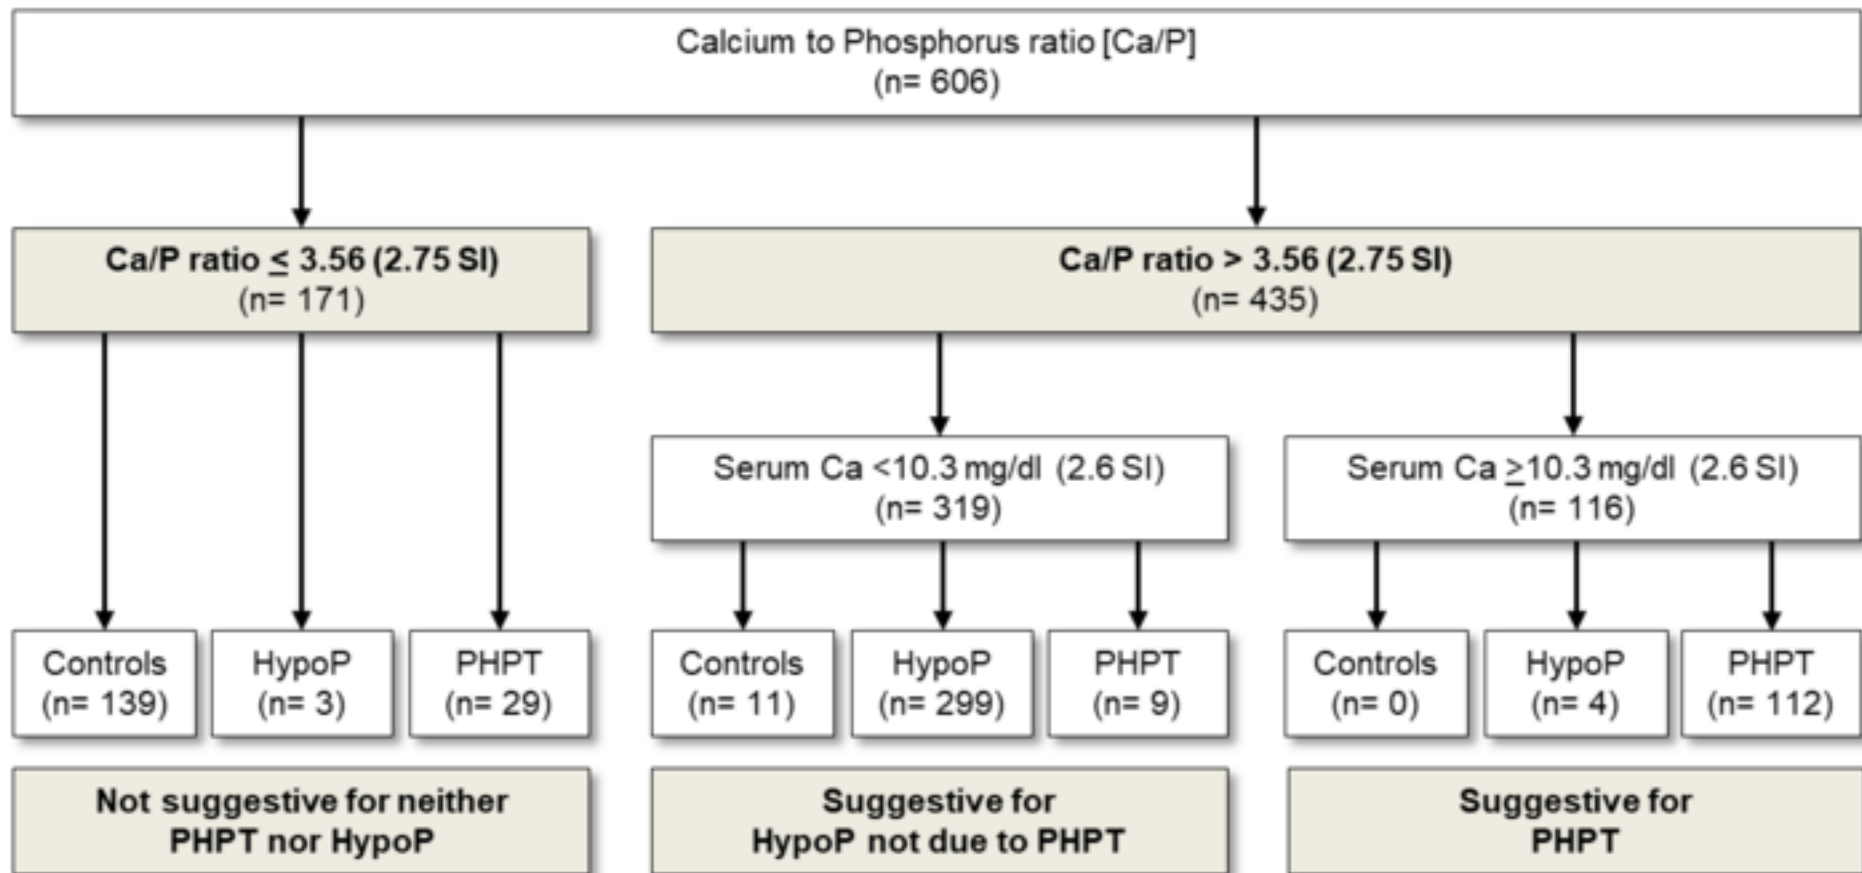 Calcium to Phosphorus ratio [Ca/P]
(n= 606)
Ca/P ratio ≤ 3.56 (2.75 SI)
(n= 171)
Ca/P ratio > 3.56 (2.75 SI)
(n= 435)
Serum Ca <10.3 mg/dl (2.6 SI)
(n= 319)
Serum Ca ≥10.3 mg/dl (2.6 SI)
(n= 116)
Controls
(n= 139)
HypoP
(n= 3)
PHPT
(n= 29)
Controls
(n= 11)
HypoP
(n= 299)
PHPT
(n= 9)
Controls
(n= 0)
HypoP
(n= 4)
PHPT
(n= 112)
Not suggestive for neither
PHPT nor HypoP
Suggestive for
HypoP not due to PHPT
Suggestive for
PHPT